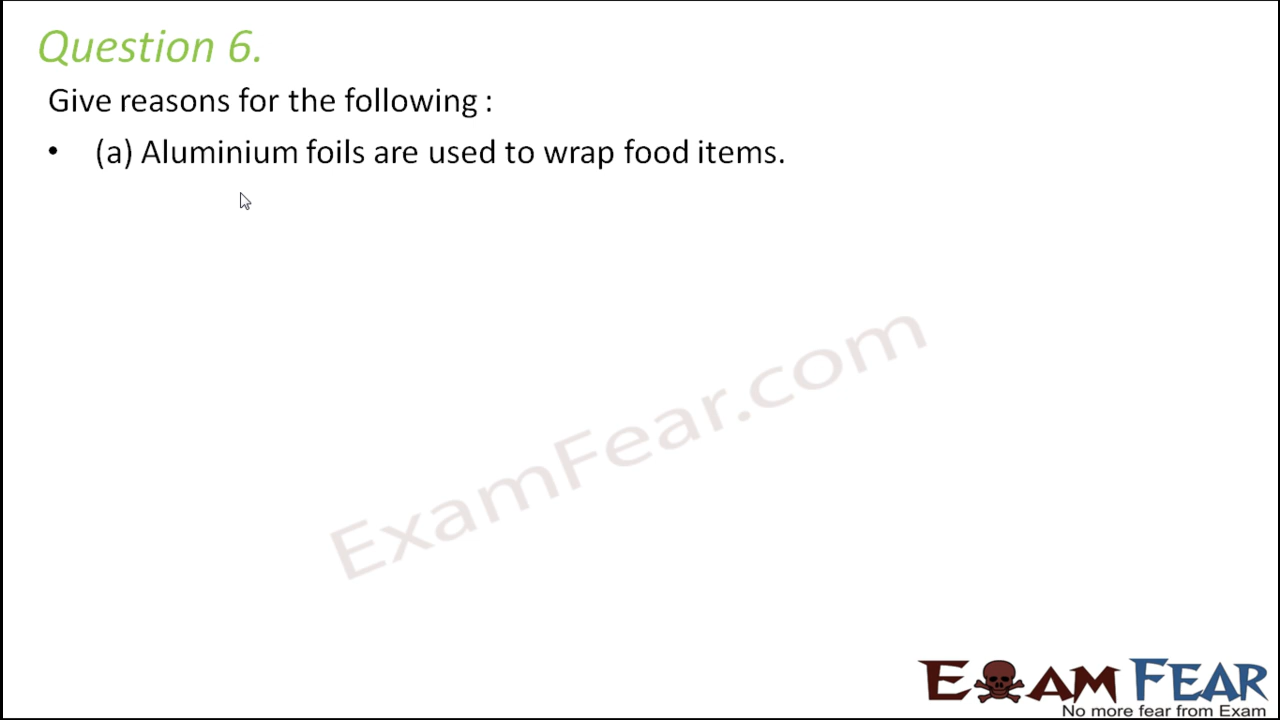 Question 6.
Give reasons for the following :
• (a) Aluminium foils are used to wrap food items.
ExamFear.com
EXAM FEAR
No more fear from Exam